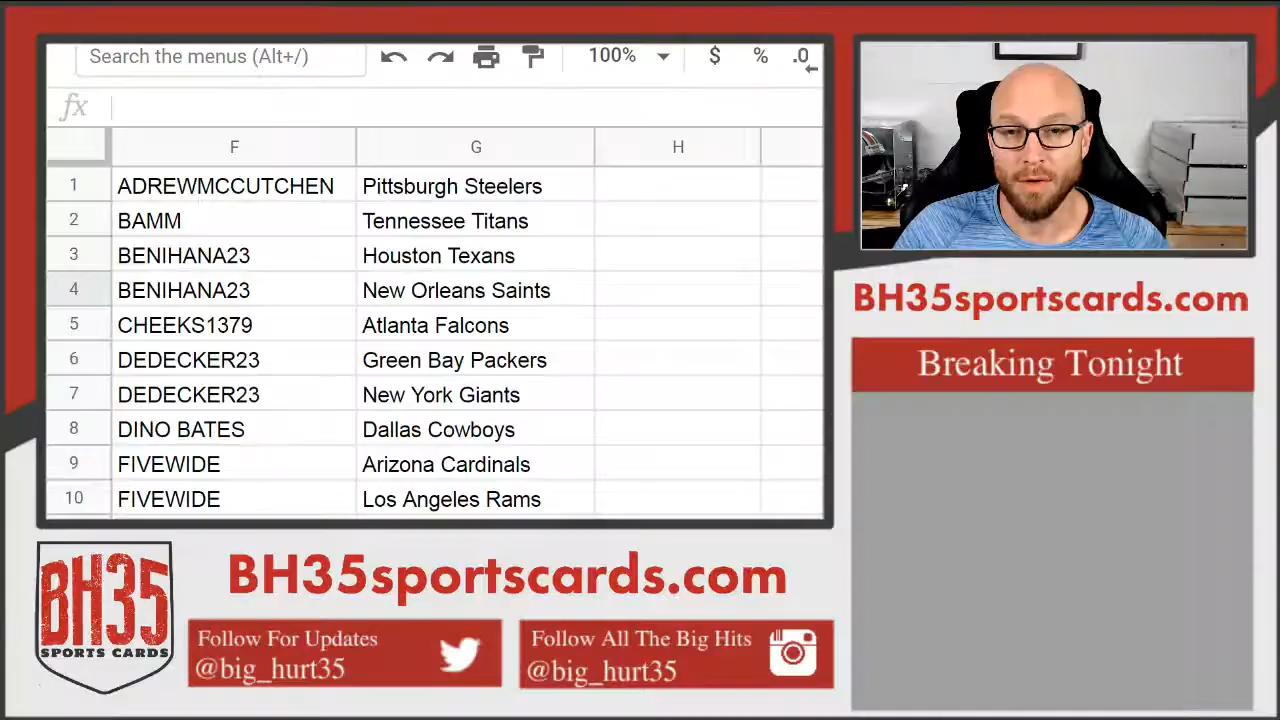 Search the menus (Alt+/)
100%
$
%
.0
fx
F G H
1 ADREWMCCUTCHEN Pittsburgh Steelers
2 BAMM Tennessee Titans
3 BENIHANA23 Houston Texans
4 BENIHANA23 New Orleans Saints
5 CHEEKS1379 Atlanta Falcons
6 DEDECKER23 Green Bay Packers
7 DEDECKER23 New York Giants
8 DINO BATES Dallas Cowboys
9 FIVEWIDE Arizona Cardinals
10 FIVEWIDE Los Angeles Rams
BH35sportscards.com
Breaking Tonight
BH35
SPORTS CARDS
BH35sportscards.com
Follow For Updates
@big_hurt35
Follow All The Big Hits
@big_hurt35